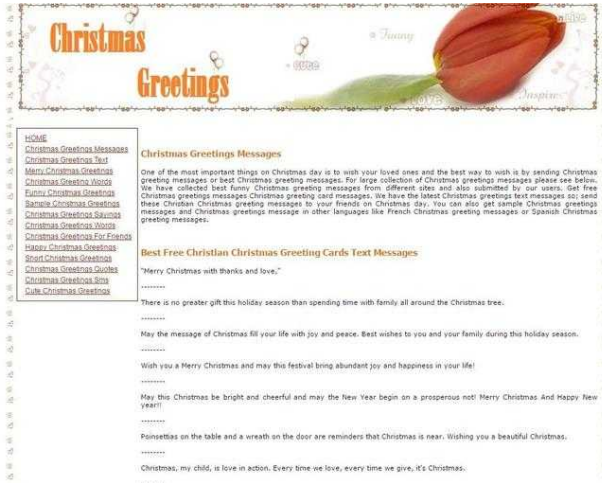 Christmas
Greetings
Funny
LIFE
CUTE
LOVE
Inspire
HOME
Christmas Greetings Messages
Christmas Greetings Text
Merry Christmas Greetings
Christmas Greeting Words
Funny Christmas Greetings
Sample Christmas Greetings
Christmas Greetings Sayings
Christmas Greetings Words
Christmas Greetings For Friends
Happy Christmas Greetings
Short Christmas Greetings
Christmas Greetings Quotes
Christmas Greetings Sms
Cute Christmas Greetings
Christmas Greetings Messages
One of the most important things on Christmas day is to wish your loved ones and the best way to wish is by sending Christmas
greeting messages or best Christmas greeting messages. For large collection of Christmas greetings messages please see below.
We have collected best funny Christmas greeting messages from different sites and also submitted by our users. Get free
Christmas greetings messages Christmas greeting card messages. We have the latest Christmas greetings text messages so; send
these Christian Christmas greeting messages to your friends on Christmas day. You can also get sample Christmas greetings
messages and Christmas greetings message in other languages like French Christmas greeting messages or Spanish Christmas
greeting messages.
Best Free Christian Christmas Greeting Cards Text Messages
"Merry Christmas with thanks and love,"
--------
There is no greater gift this holiday season than spending time with family all around the Christmas tree.
--------
May the message of Christmas fill your life with joy and peace. Best wishes to you and your family during this holiday season.
--------
Wish you a Merry Christmas and may this festival bring abundant joy and happiness in your life!
--------
May this Christmas be bright and cheerful and may the New Year begin on a prosperous not! Merry Christmas And Happy New
year!!
--------
Poinsettias on the table and a wreath on the door are reminders that Christmas is near. Wishing you a beautiful Christmas.
--------
Christmas, my child, is love in action. Every time we love, every time we give, it's Christmas.